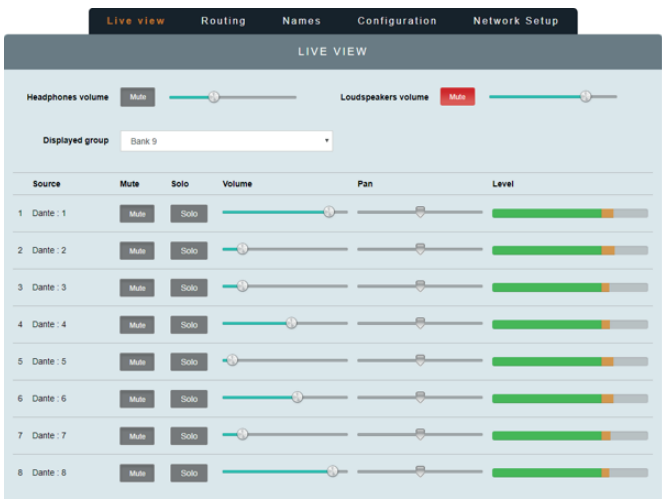 Live view Routing Names Configuration Network Setup
LIVE VIEW
Headphones volume Mute Loudspeakers volume Mute
Displayed group Bank 9
Source Mute Solo Volume Pan Level
1 Dante : 1 Mute Solo
2 Dante : 2 Mute Solo
3 Dante : 3 Mute Solo
4 Dante : 4 Mute Solo
5 Dante : 5 Mute Solo
6 Dante : 6 Mute Solo
7 Dante : 7 Mute Solo
8 Dante : 8 Mute Solo